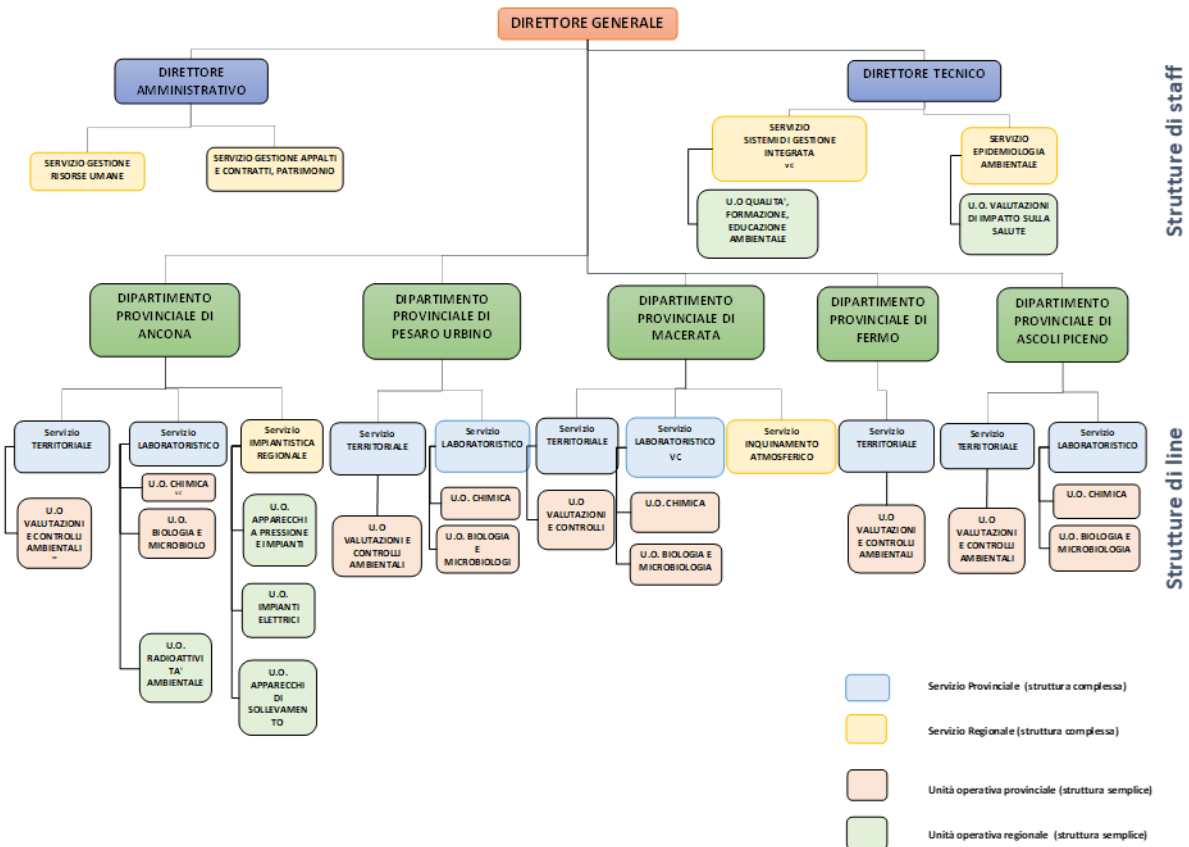 DIRETTORE GENERALE
DIRETTORE
AMMINISTRATIVO
DIRETTORE TECNICO
SERVIZIO GESTIONE
RISORSE UMANE
SERVIZIO GESTIONE APPALTI
E CONTRATTI, PATRIMONIO
SERVIZIO
SISTEMI DI GESTIONE
INTEGRATA
VC
SERVIZIO
EPIDEMIOLOGIA
AMBIENTALE
U.O QUALITA',
FORMAZIONE,
EDUCAZIONE
AMBIENTALE
U.O. VALUTAZIONI
DI IMPATTO SULLA
SALUTE
Strutture di staff
DIPARTIMENTO
PROVINCIALE DI
ANCONA
DIPARTIMENTO
PROVINCIALE DI
PESARO URBINO
DIPARTIMENTO
PROVINCIALE DI
MACERATA
DIPARTIMENTO
PROVINCIALE DI
FERMO
DIPARTIMENTO
PROVINCIALE DI
ASCOLI PICENO
Servizio
TERRITORIALE
Servizio
LABORATORISTICO
Servizio
IMPIANTISTICA
REGIONALE
Servizio
TERRITORIALE
Servizio
LABORATORISTICO
Servizio
TERRITORIALE
Servizio
LABORATORISTICO
VC
Servizio
INQUINAMENTO
ATMOSFERICO
Servizio
TERRITORIALE
Servizio
TERRITORIALE
Servizio
LABORATORISTICO
U.O
VALUTAZIONI
E CONTROLLI
AMBIENTALI
U.O. CHIMICA
VC
U.O.
BIOLOGIA E
MICROBIOLO
U.O.
RADIOATTIVI
TA'
AMBIENTALE
U.O.
APPARECCHI
A PRESSIONE
E IMPIANTI
U.O.
IMPIANTI
ELETTRICI
U.O.
APPARECCHI
DI
SOLLEVAMEN
TO
U.O
VALUTAZIONI E
CONTROLLI
AMBIENTALI
U.O. CHIMICA
U.O. BIOLOGIA
E
MICROBIOLOGI
U.O
VALUTAZIONI
E CONTROLLI
U.O. CHIMICA
U.O. BIOLOGIA E
MICROBIOLOGIA
U.O
VALUTAZIONI
E CONTROLLI
AMBIENTALI
U.O
VALUTAZIONI
E CONTROLLI
AMBIENTALI
U.O. CHIMICA
U.O. BIOLOGIA E
MICROBIOLOGIA
Strutture di line
Servizio Provinciale (struttura complessa)
Servizio Regionale (struttura complessa)
Unità operativa provinciale (struttura semplice)
Unità operativa regionale (struttura semplice)